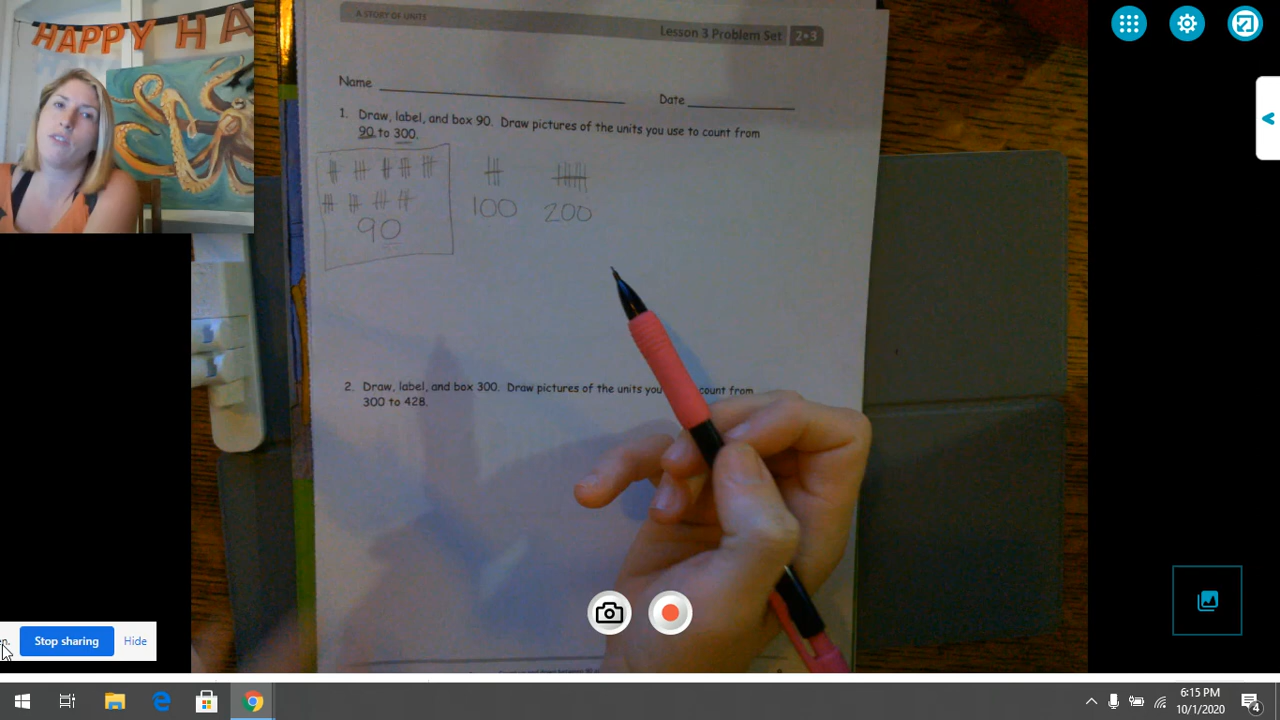 HAPPY HA
A STORY OF UNITS
Lesson 3 Problem Set 2•3
Name Date
1. Draw, label, and box 90. Draw pictures of the units you use to count from
90 to 300.
90 100 200
2. Draw, label, and box 300. Draw pictures of the units you count from
300 to 428.
Stop sharing Hide
6:15 PM
10/1/2020
4